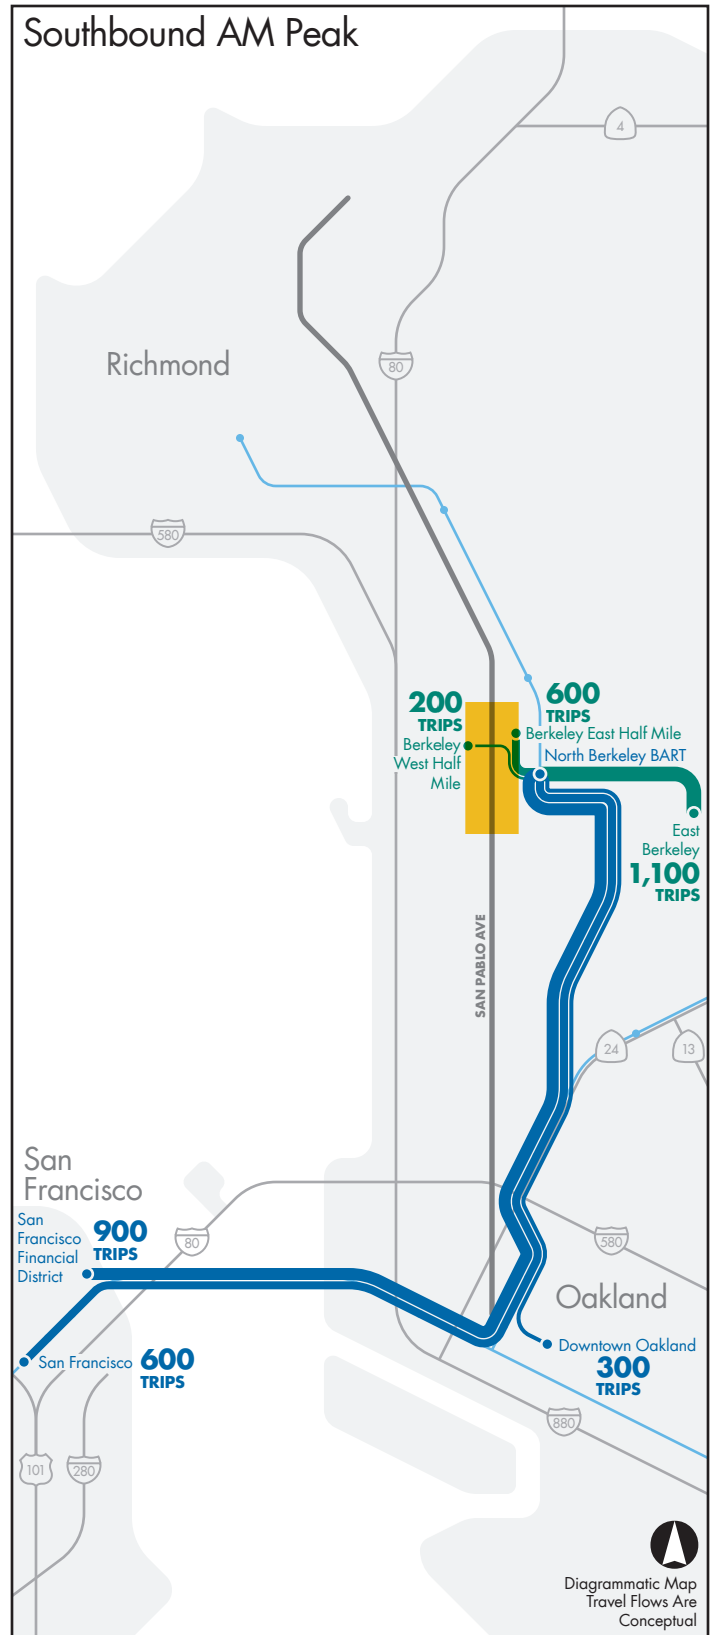 Southbound AM Peak
4
Richmond
80
580
200
TRIPS
Berkeley
West Half
Mile
600
TRIPS
Berkeley East Half Mile
North Berkeley BART
East
Berkeley
1,100
TRIPS
SAN PABLO AVE
24
13
San
Francisco
San
Francisco
Financial
District
900
TRIPS
80
580
Oakland
San Francisco
600
TRIPS
Downtown Oakland
300
TRIPS
880
101
280
Diagrammatic Map
Travel Flows Are
Conceptual